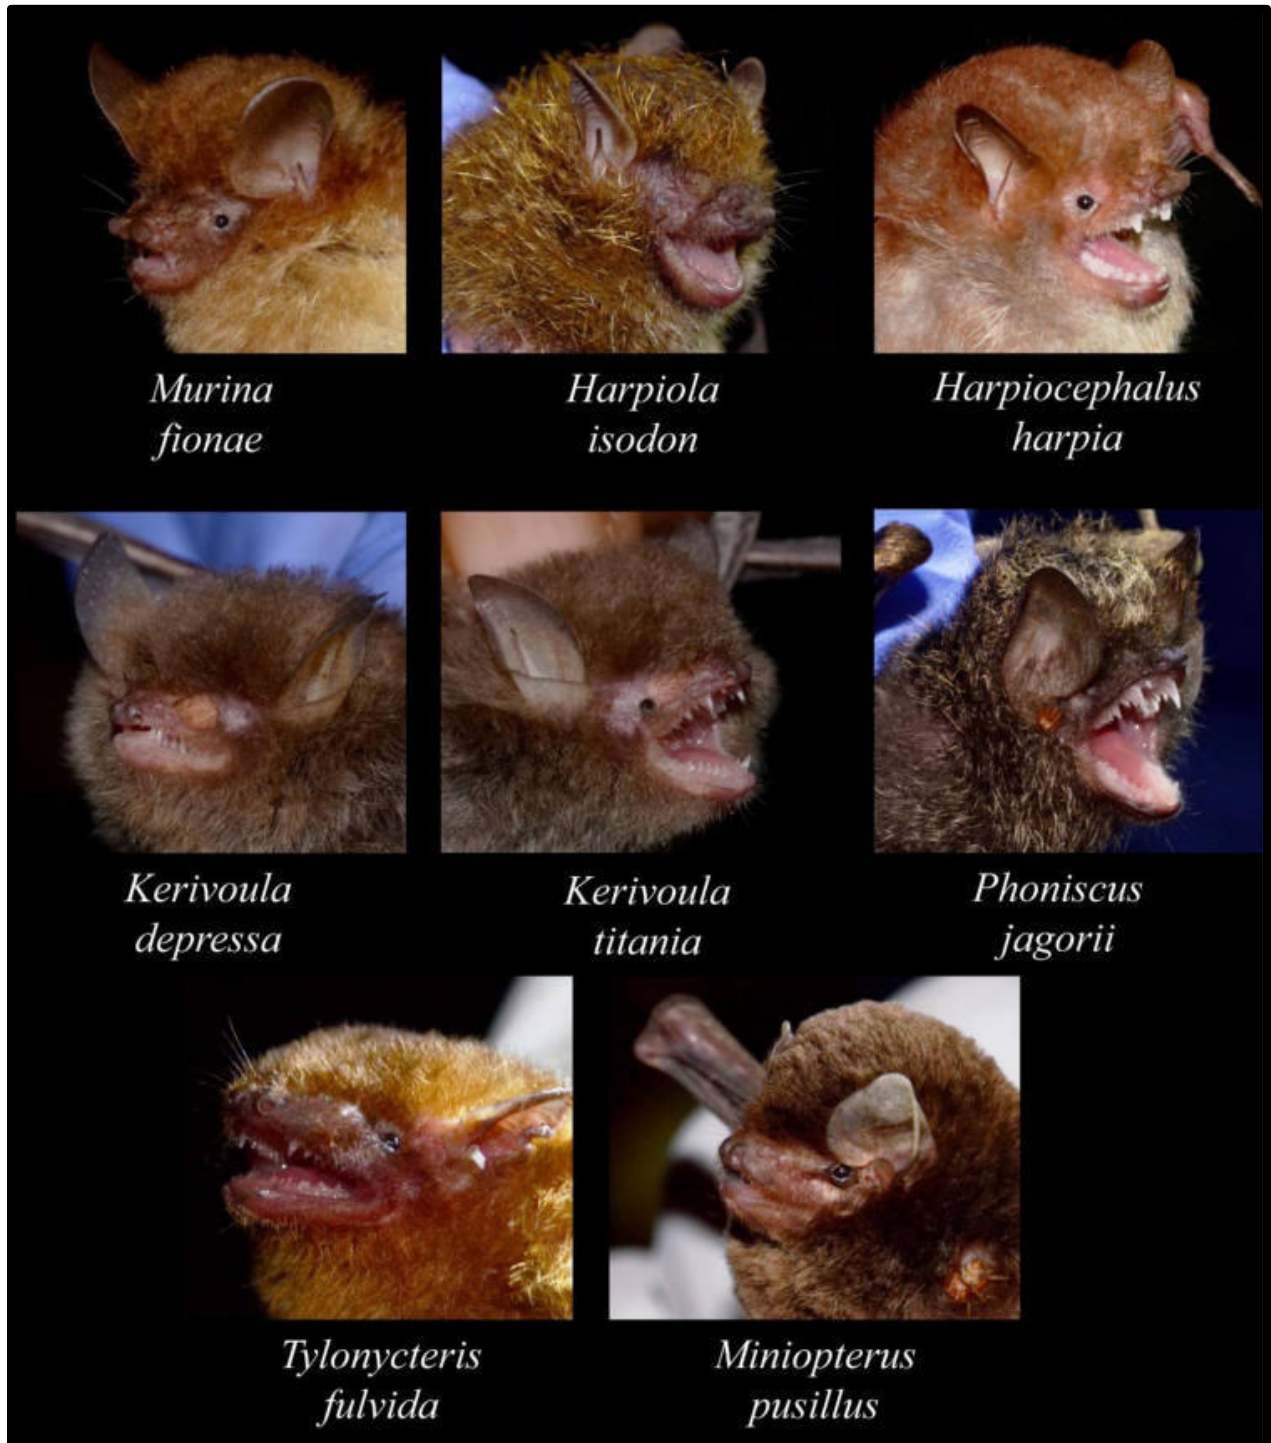 Murina
fionae
Harpiola
isodon
Harpiocephalus
harpia
Kerivoula
depressa
Kerivoula
titania
Phoniscus
jagorii
Tylonycteris
fulvida
Miniopterus
pusillus